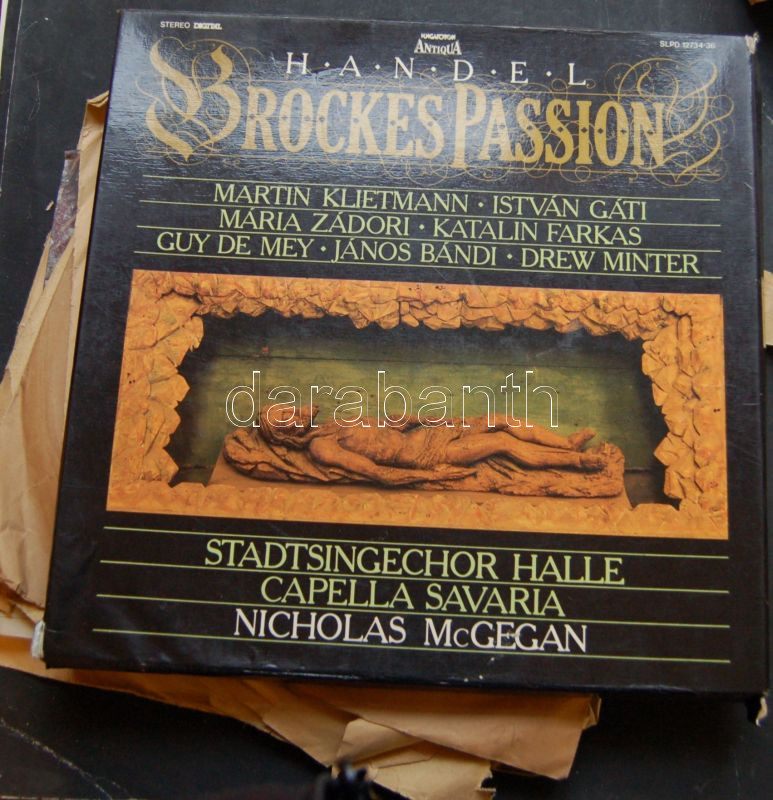 STEREO DIGITAL
HUNGAROTON
ANTIQUA
SLPD 12734-36
H·A·N·D·E·L
BROCKES PASSION
MARTIN KLIETMANN · ISTVÁN GÁTI
MÁRIA ZÁDORI · KATALIN FARKAS
GUY DE MEY · JÁNOS BÁNDI · DREW MINTER
darabanth
STADTSINGECHOR HALLE
CAPELLA SAVARIA
NICHOLAS McGEGAN